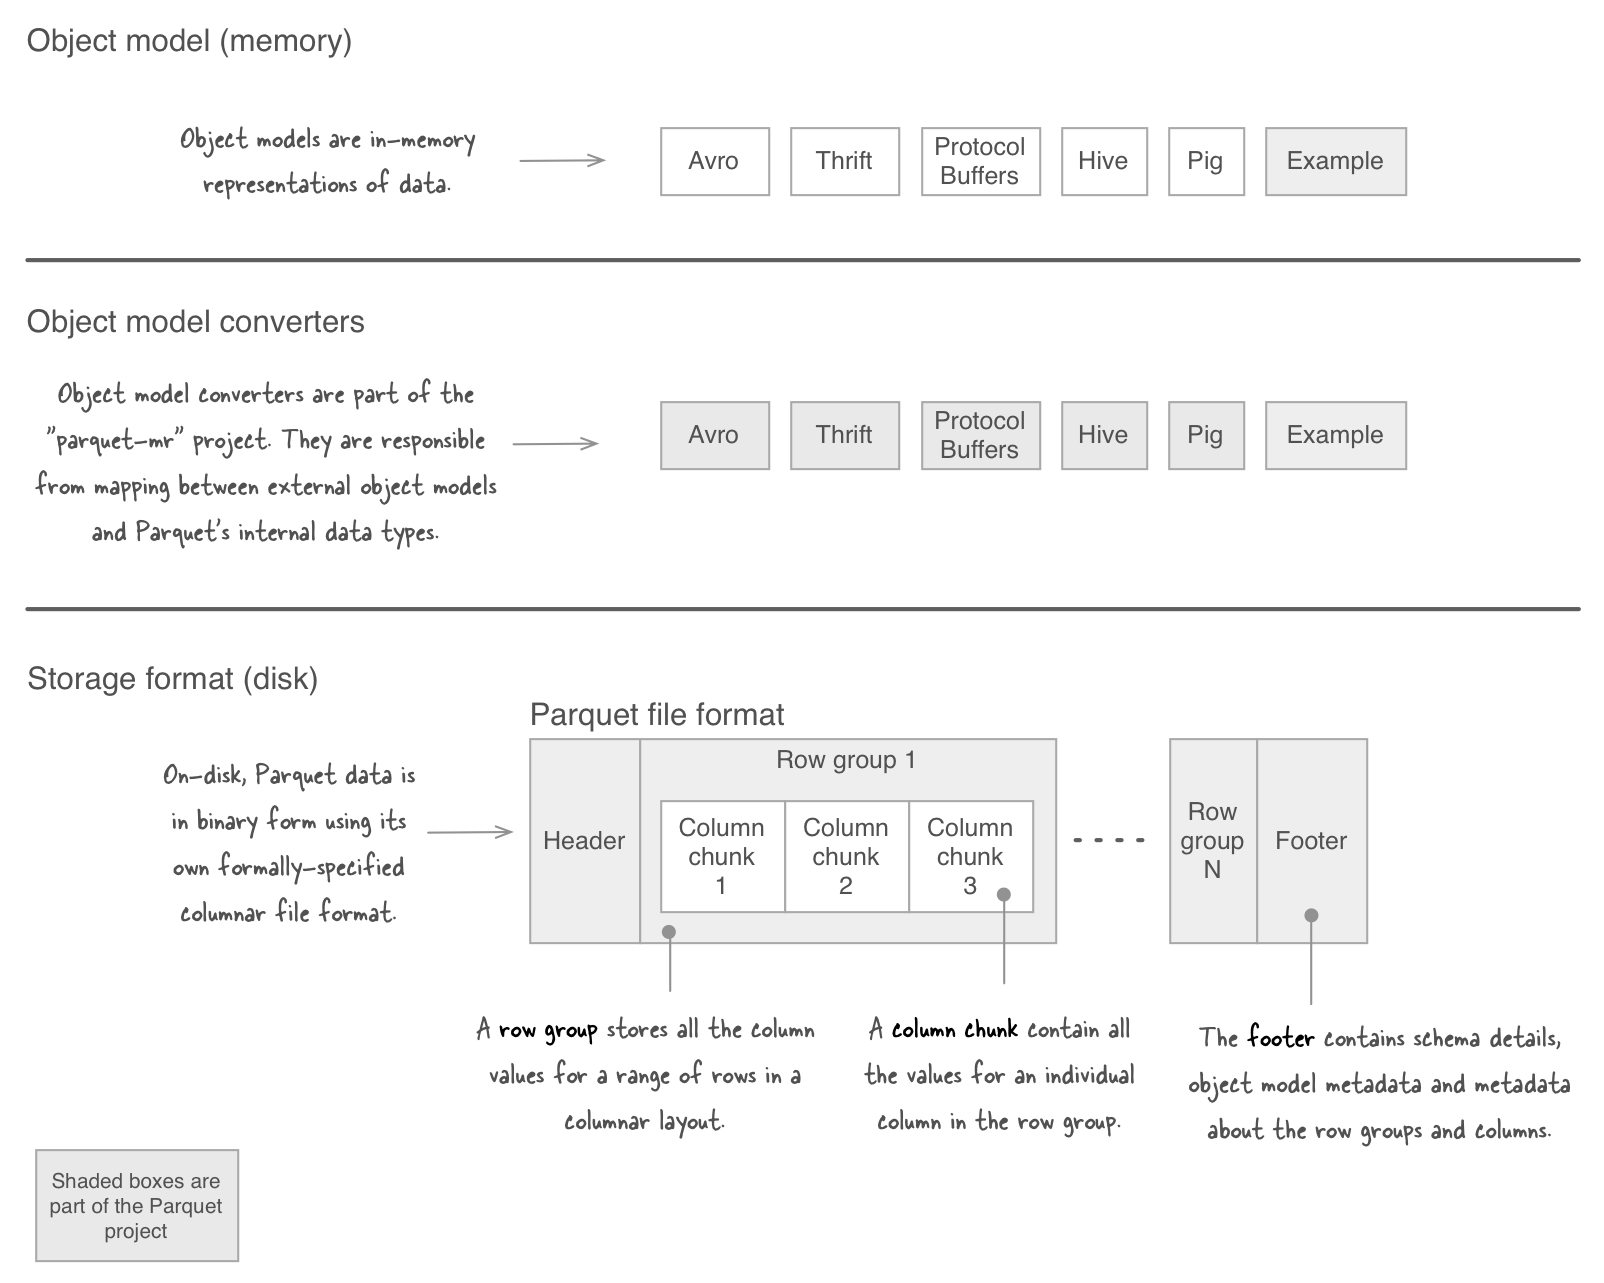 Object model (memory)
Object models are in-memory
representations of data.
Avro
Thrift
Protocol
Buffers
Hive
Pig
Example
Object model converters
Object model converters are part of the
"parquet-mr" project. They are responsible
from mapping between external object models
and Parquet's internal data types.
Avro
Thrift
Protocol
Buffers
Hive
Pig
Example
Storage format (disk)
Parquet file format
On-disk, Parquet data is
in binary form using its
own formally-specified
columnar file format.
Header
Row group 1
Column
chunk
1
Column
chunk
2
Column
chunk
3
Row
group
N
Footer
A row group stores all the column
values for a range of rows in a
columnar layout.
A column chunk contain all
the values for an individual
column in the row group.
The footer contains schema details,
object model metadata and metadata
about the row groups and columns.
Shaded boxes are
part of the Parquet
project